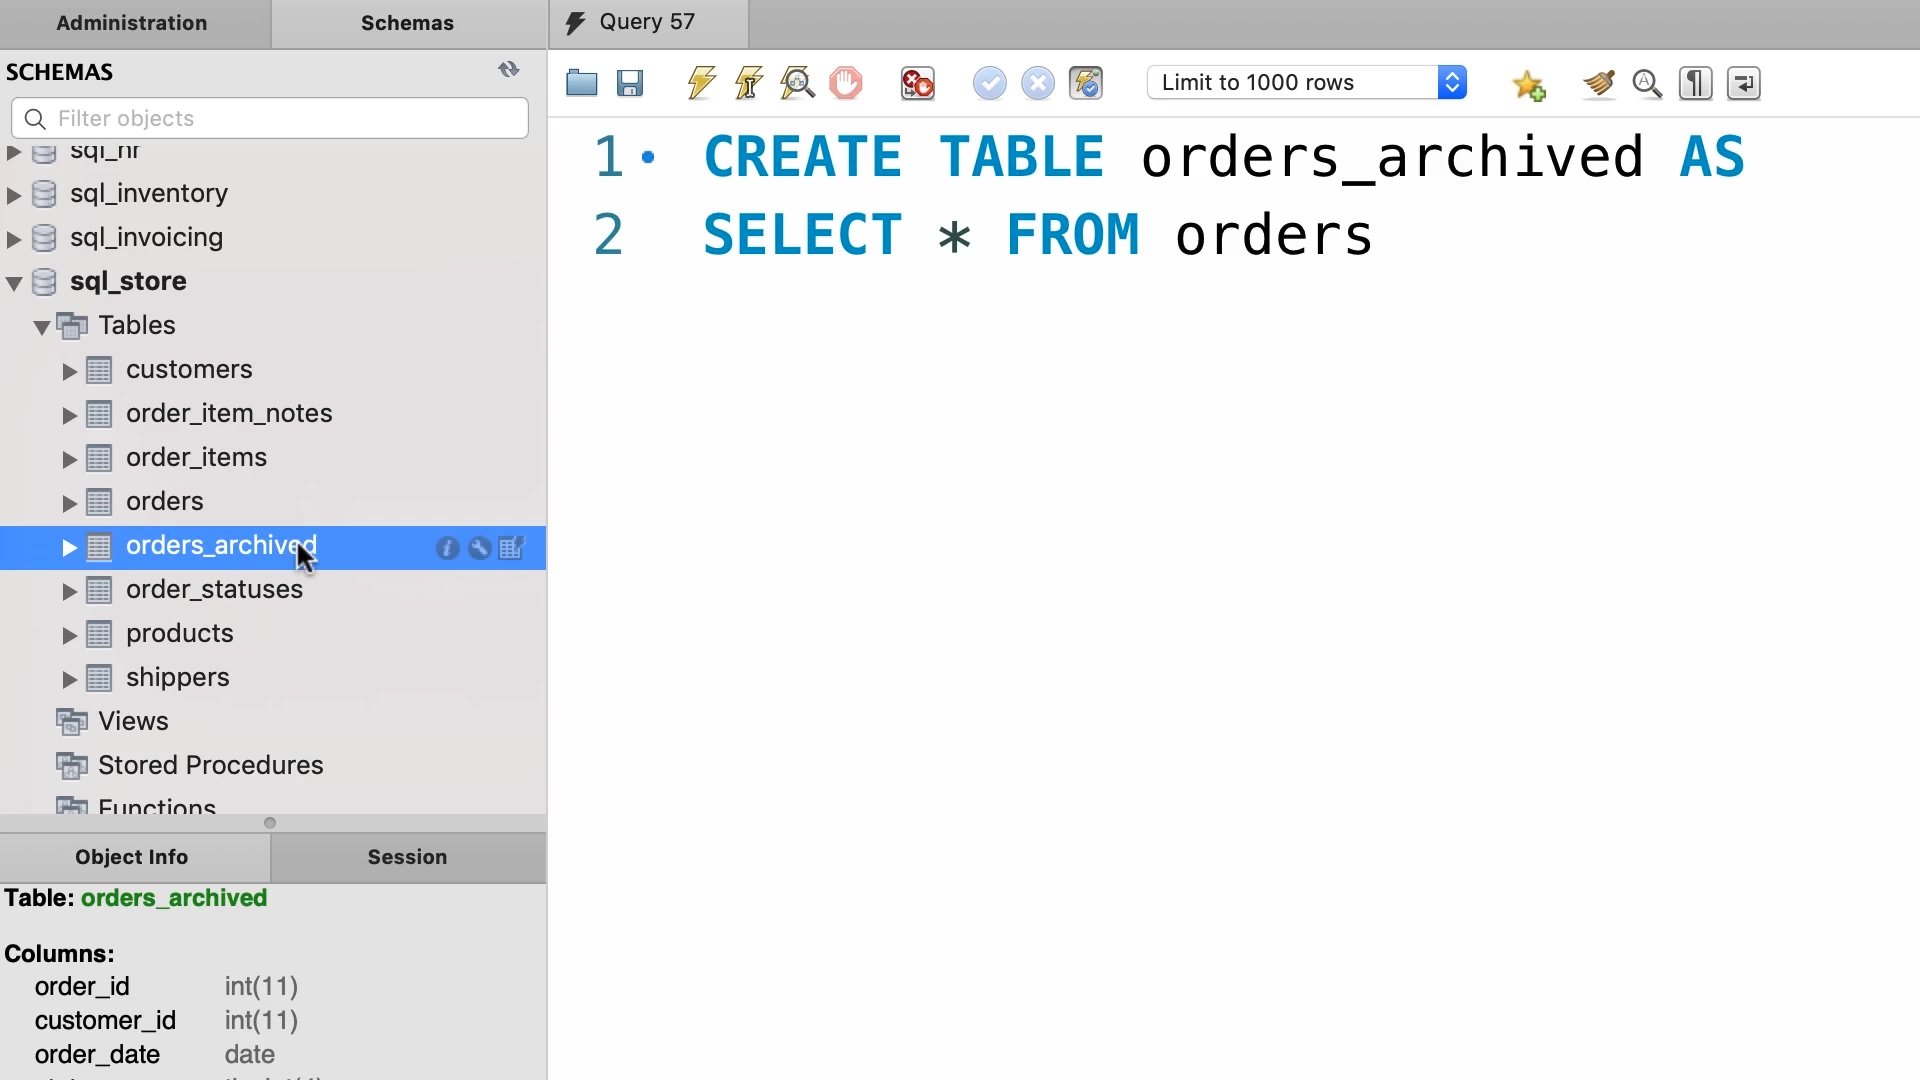 Administration
Schemas
Query 57
SCHEMAS
Limit to 1000 rows
Filter objects
sql_hr
sql_inventory
sql_invoicing
sql_store
Tables
customers
order_item_notes
order_items
orders
orders_archived
order_statuses
products
shippers
Views
Stored Procedures
Functions
1 CREATE TABLE orders_archived AS
2 SELECT * FROM orders
Object Info
Session
Table: orders_archived
Columns:
order_id int(11)
customer_id int(11)
order_date date